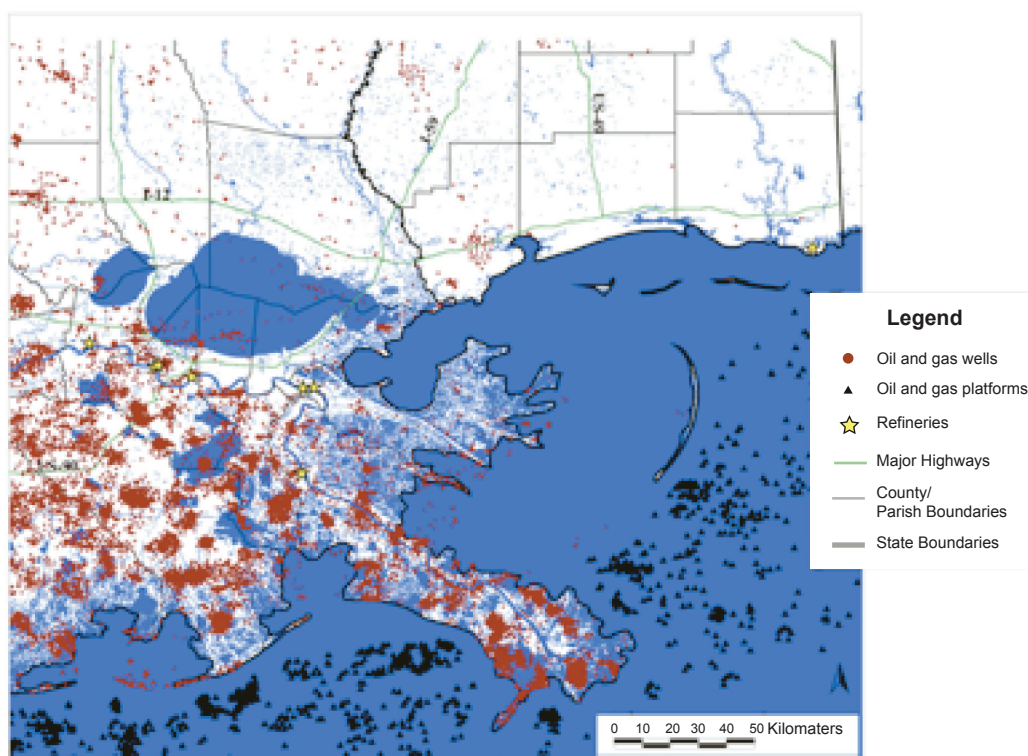 I-12
Legend
Oil and gas wells
Oil and gas platforms
Refineries
Major Highways
County/
Parish Boundaries
State Boundaries
0 10 20 30 40 50 Kilomaters